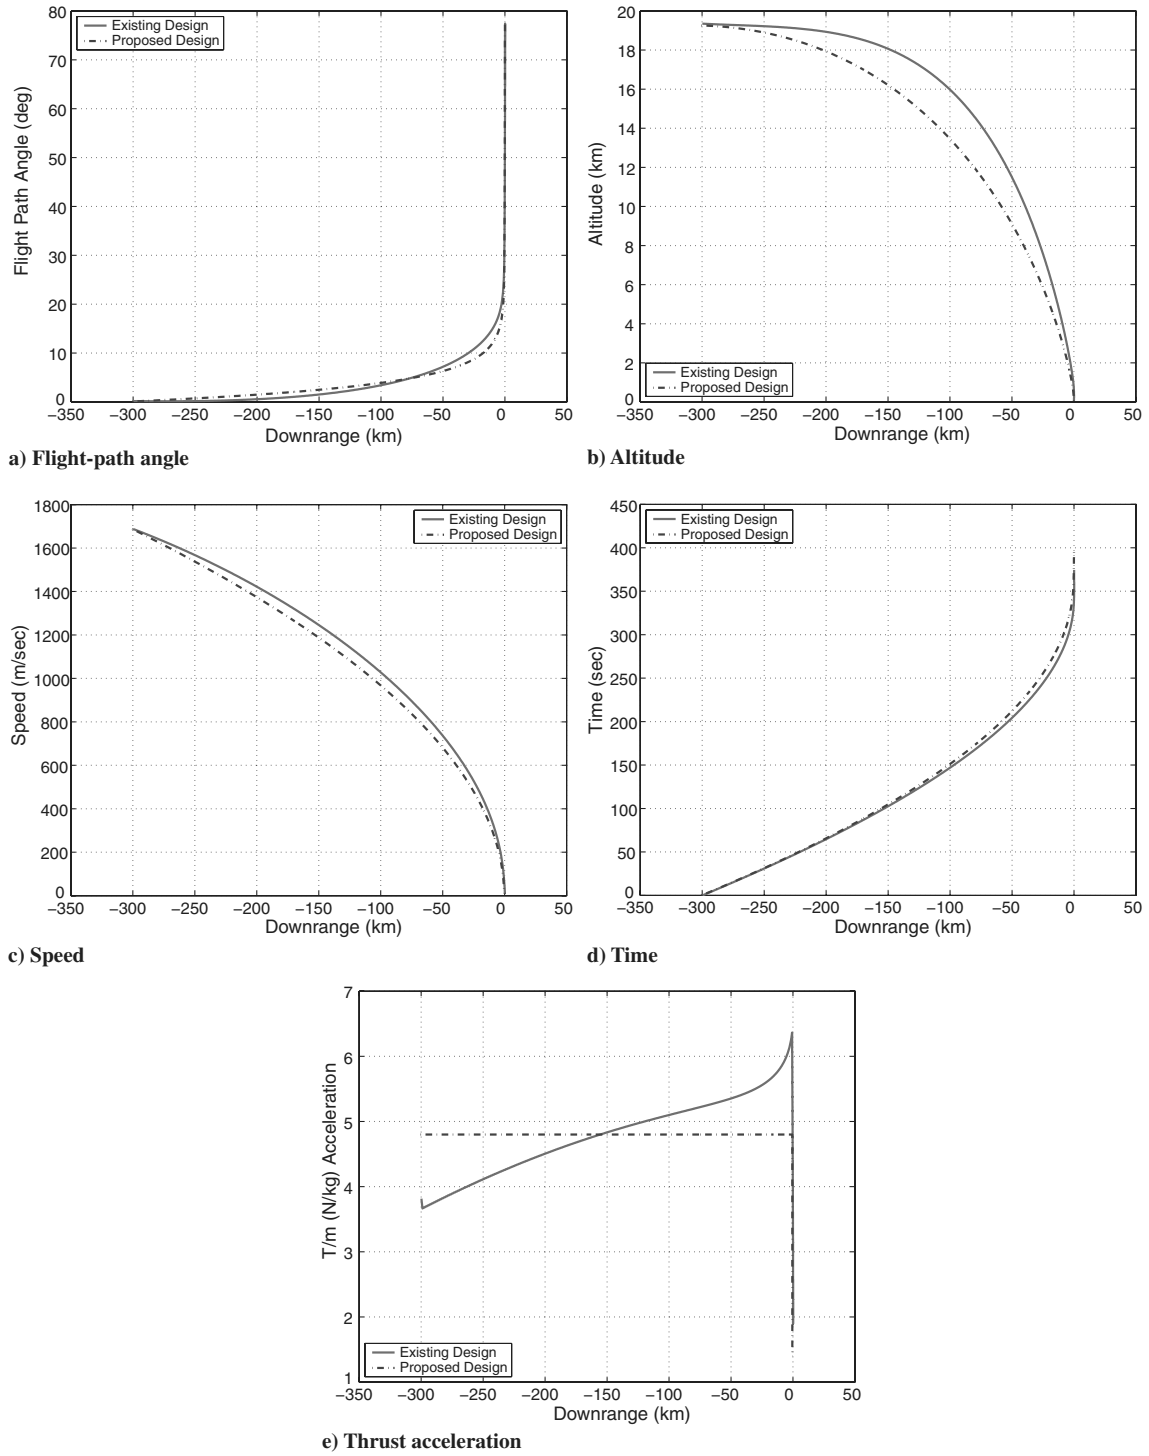 80
70
60
50
40
30
20
10
0
Flight Path Angle (deg)
Existing Design
Proposed Design
−350 −300 −250 −200 −150 −100 −50 0 50
Downrange (km)
a) Flight-path angle
20
18
16
14
12
10
8
6
4
2
0
Altitude (km)
Existing Design
Proposed Design
−350 −300 −250 −200 −150 −100 −50 0 50
Downrange (km)
b) Altitude
1800
1600
1400
1200
1000
800
600
400
200
0
Speed (m/sec)
Existing Design
Proposed Design
−350 −300 −250 −200 −150 −100 −50 0 50
Downrange (km)
c) Speed
450
400
350
300
250
200
150
100
50
0
Time (sec)
Existing Design
Proposed Design
−350 −300 −250 −200 −150 −100 −50 0 50
Downrange (km)
d) Time
7
6
5
4
3
2
1
T/m (N/kg) Acceleration
Existing Design
Proposed Design
−350 −300 −250 −200 −150 −100 −50 0 50
Downrange (km)
e) Thrust acceleration